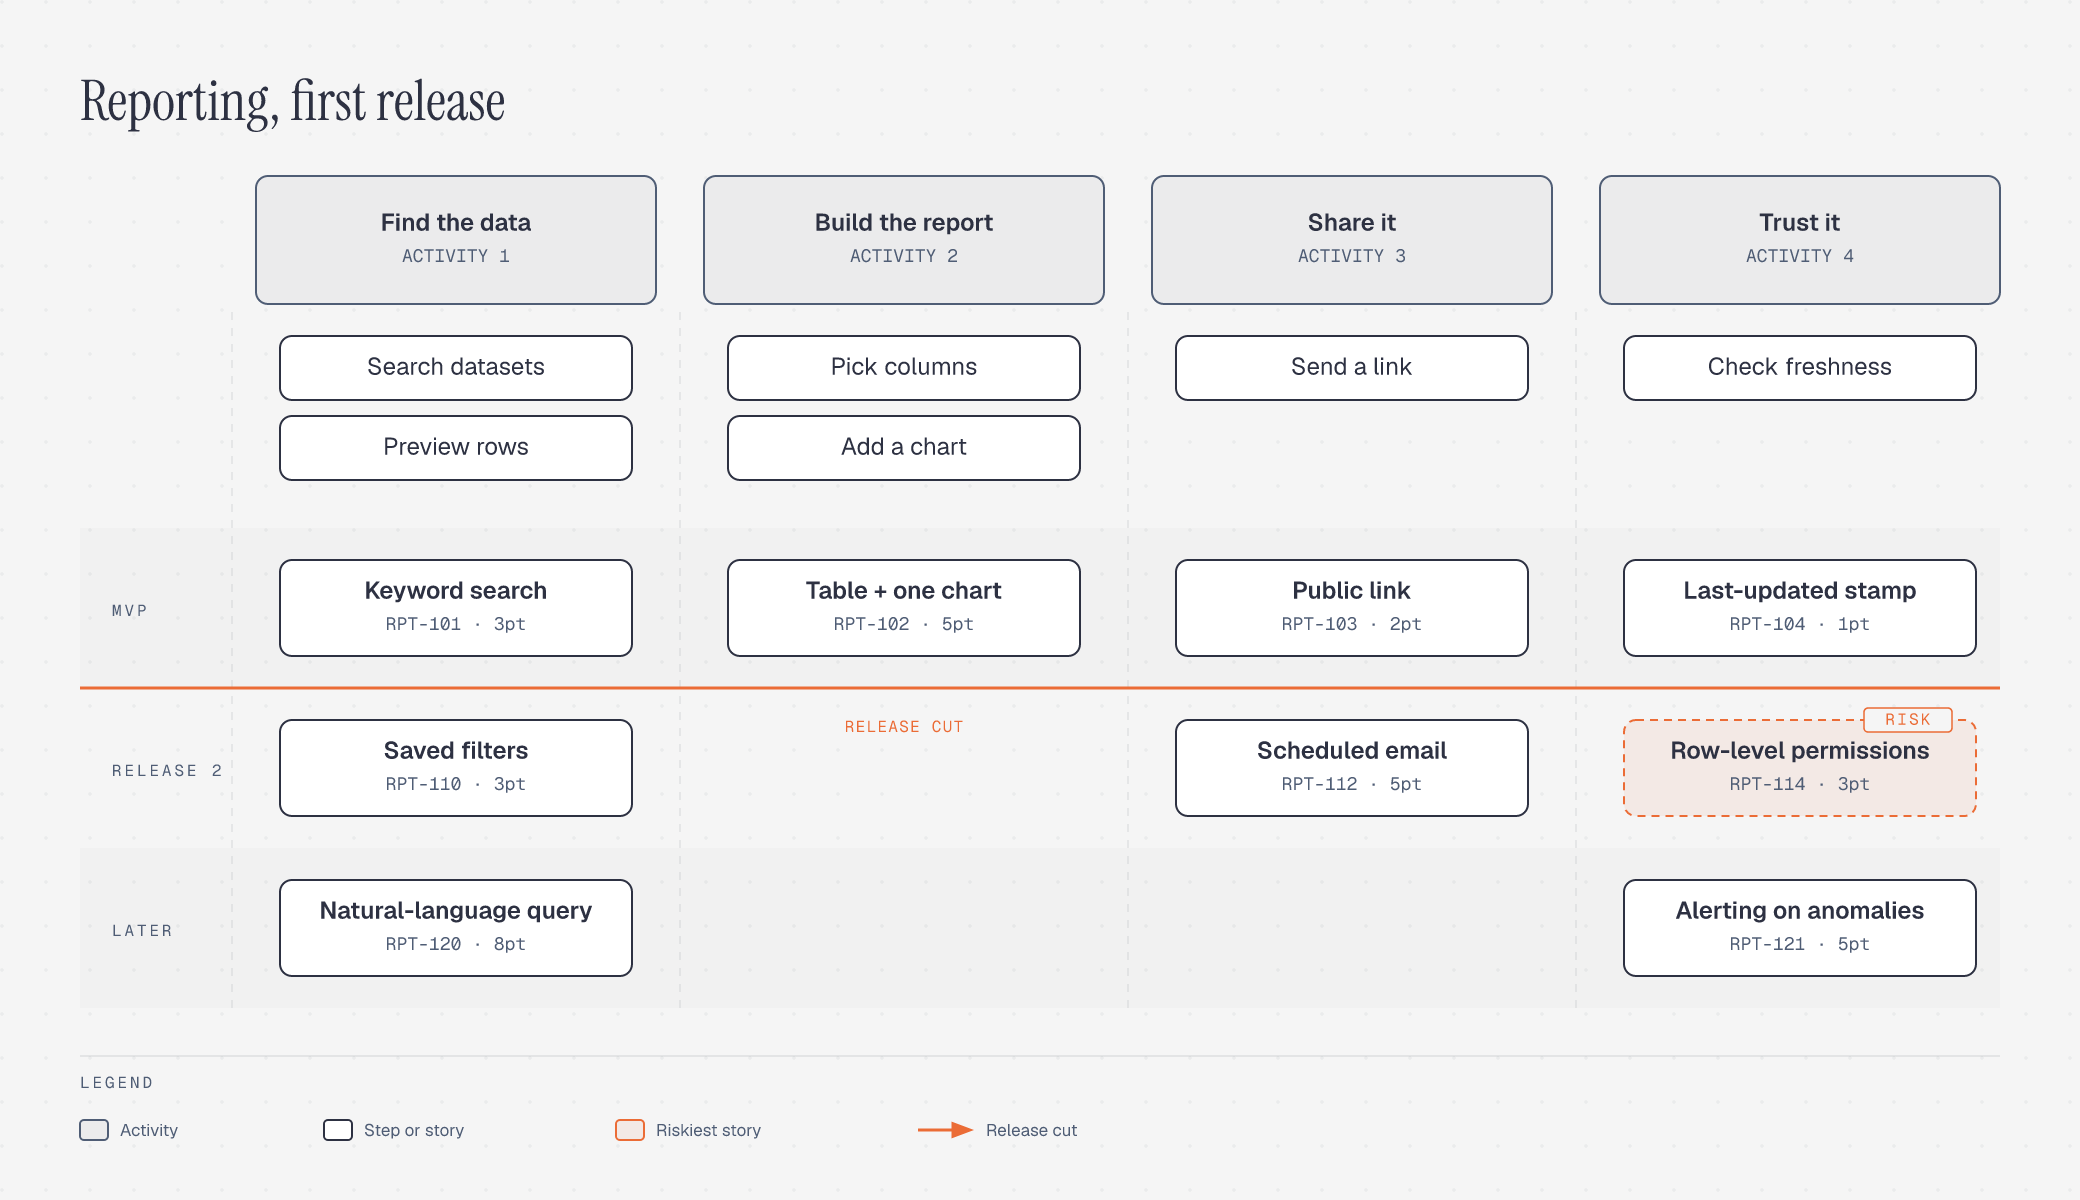 Reporting, first release
Find the data
ACTIVITY 1
Build the report
ACTIVITY 2
Share it
ACTIVITY 3
Trust it
ACTIVITY 4
Search datasets
Pick columns
Send a link
Check freshness
Preview rows
Add a chart
MVP
Keyword search
RPT-101 · 3pt
Table + one chart
RPT-102 · 5pt
Public link
RPT-103 · 2pt
Last-updated stamp
RPT-104 · 1pt
RELEASE CUT
RELEASE 2
Saved filters
RPT-110 · 3pt
Scheduled email
RPT-112 · 5pt
RISK
Row-level permissions
RPT-114 · 3pt
LATER
Natural-language query
RPT-120 · 8pt
Alerting on anomalies
RPT-121 · 5pt
LEGEND
Activity
Step or story
Riskiest story
Release cut